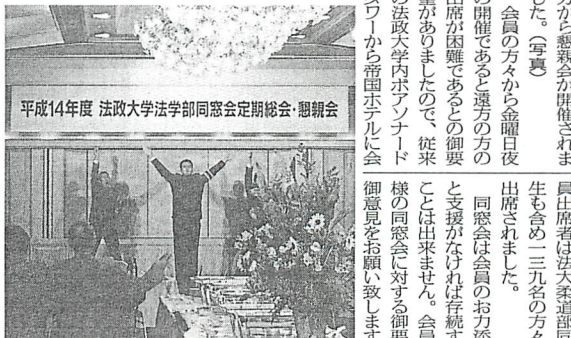 分から懇親会が開催されま
した。（写真）
会員の方々から金曜日夜
の開催であると遠方の方の
出席が困難であるとの御要
望がありましたので、従来
の法政大学内ボアソナード
タワーから帝国ホテルに会
平成14年度 法政大学法学部同窓会定期総会・懇親会
員出席者は法大柔道部同
生も含め一三九名の方々
出席されました。
同窓会は会員のお力添
と支援がなければ存続す
ことは出来ません。会員
様の同窓会に対する御要
御意見をお願い致します